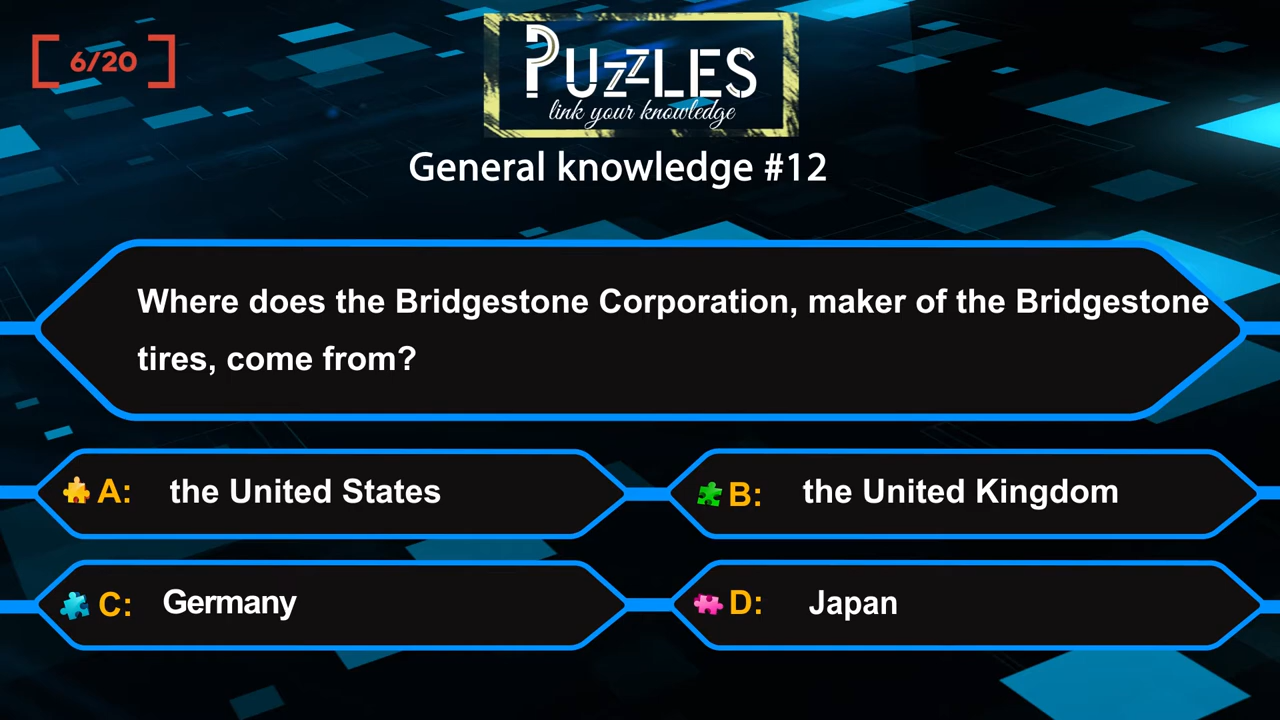 6/20
PUZZLES
link your knowledge
General knowledge #12
Where does the Bridgestone Corporation, maker of the Bridgestone
tires, come from?
A: the United States
B: the United Kingdom
C: Germany
D: Japan